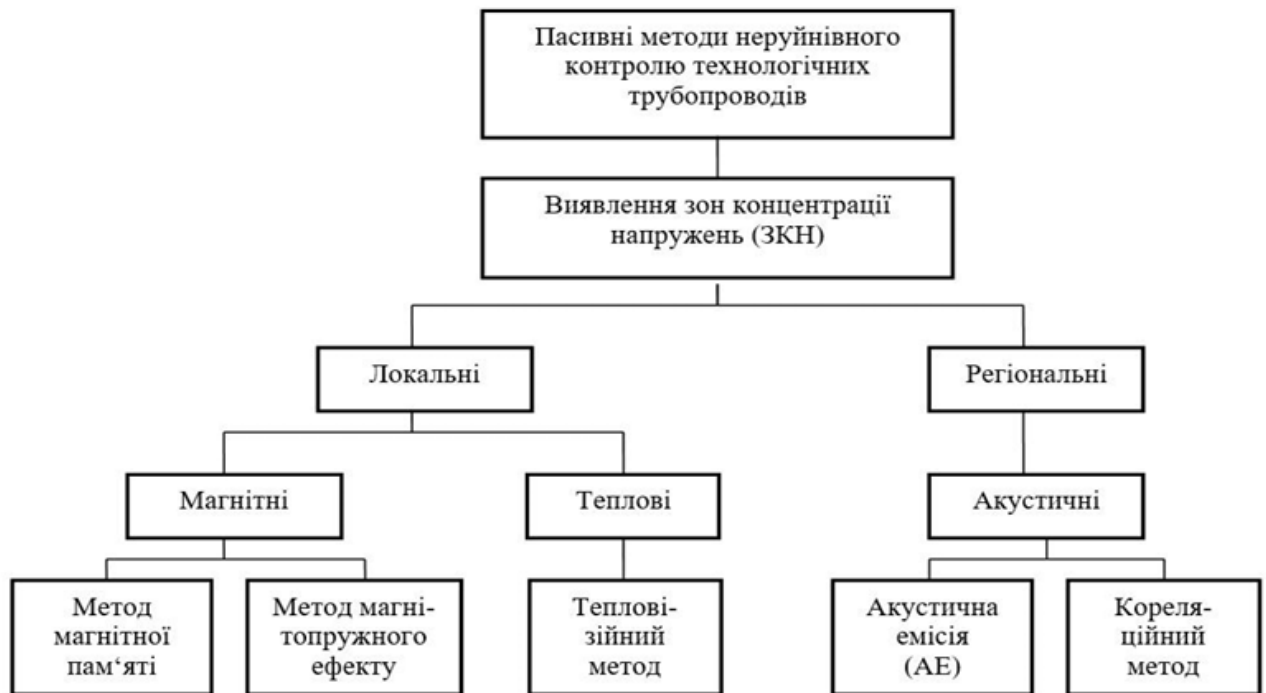 Пасивні методи неруйнівного
контролю технологічних
трубопроводів
Виявлення зон концентрації
напружень (ЗКН)
Локальні
Регіональні
Магнітні
Теплові
Акустичні
Метод
магнітної
пам‘яті
Метод магні-
топружного
ефекту
Теплові-
зійний
метод
Акустична
емісія
(АЕ)
Кореля-
ційний
метод